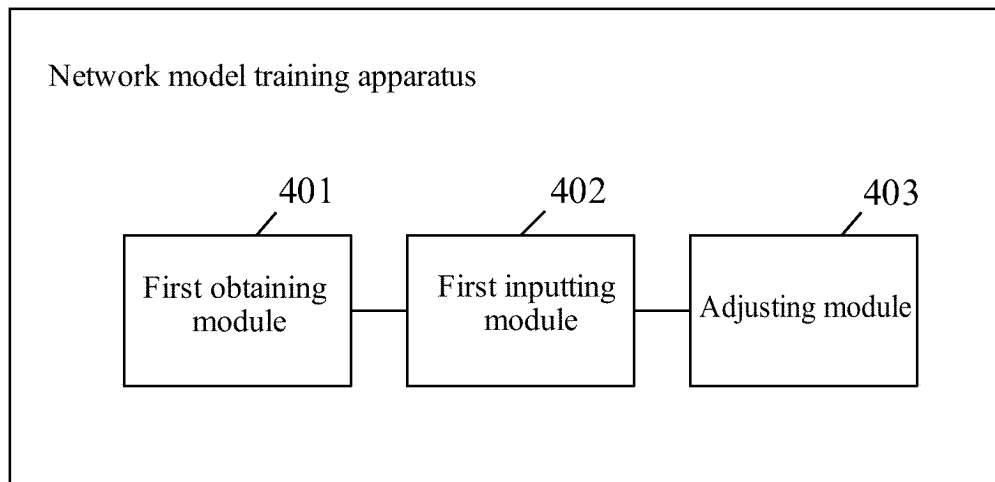 Network model training apparatus
401
402
403
First obtaining
module
First inputting
module
Adjusting module